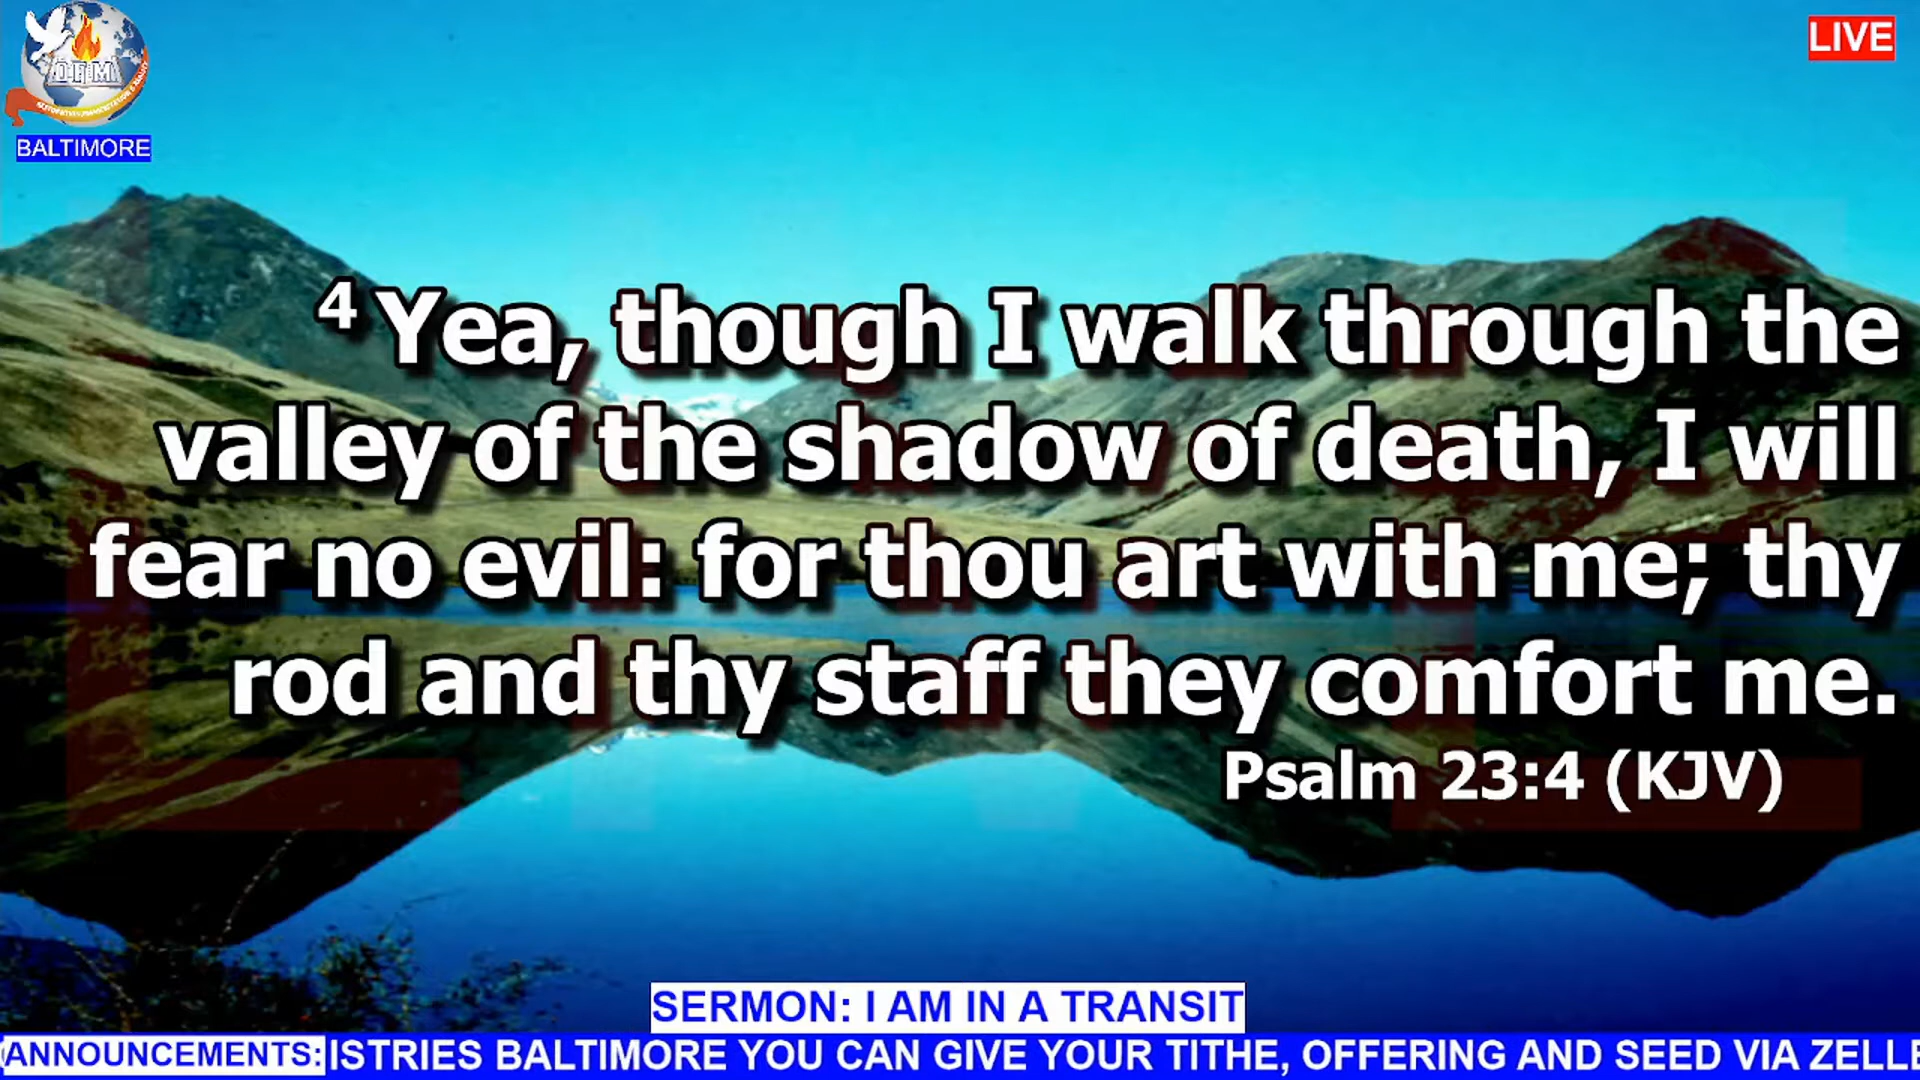 LIVE
BALTIMORE
4 Yea, though I walk through the
valley of the shadow of death, I will
fear no evil: for thou art with me; thy
rod and thy staff they comfort me.
Psalm 23:4 (KJV)
SERMON: I AM IN A TRANSIT
ANNOUNCEMENTS: ISTRIES BALTIMORE YOU CAN GIVE YOUR TITHE, OFFERING AND SEED VIA ZELLE